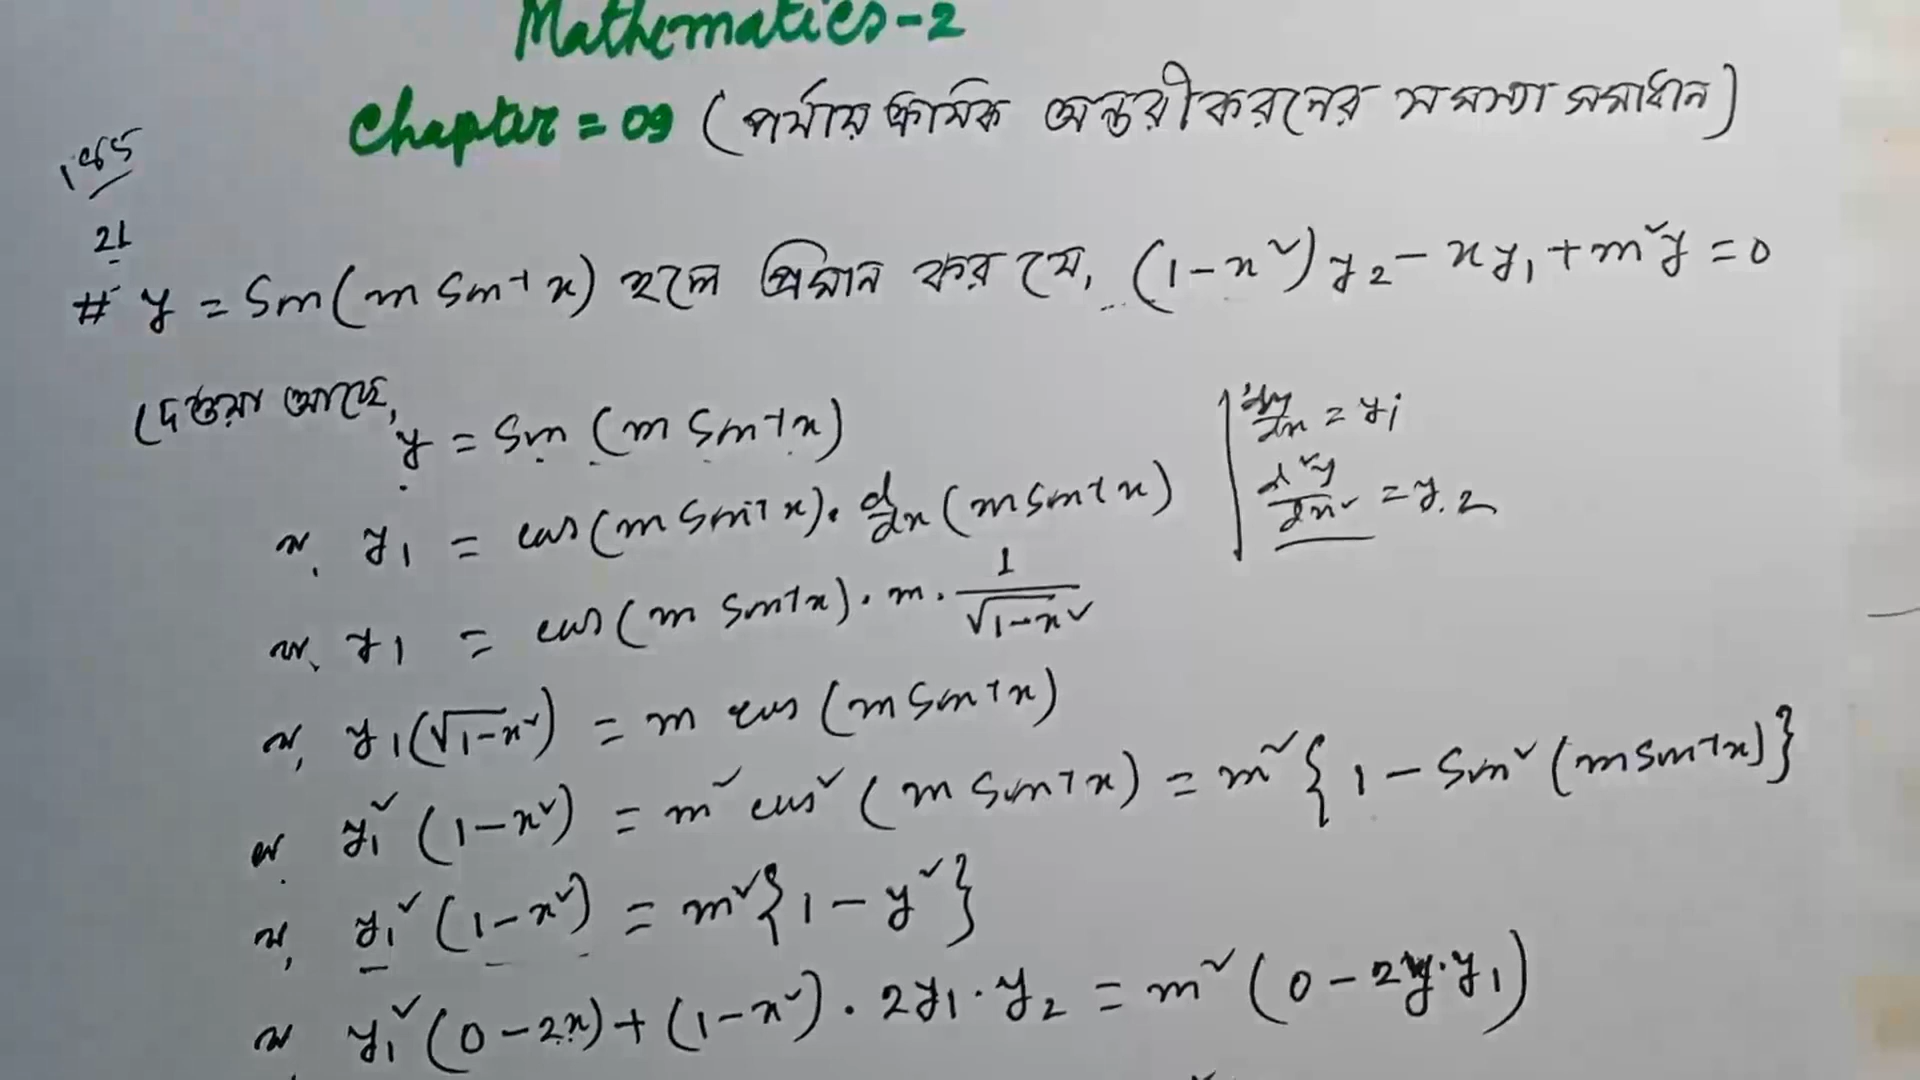 Mathematics-2
Chapter = 09 (পর্যায়ক্রমিক অন্তরীকরনের সমস্যা সমাধান)
21
# y = Sin(m Sin⁻¹x) হলে প্রমান কর যে, (1-x²)y₂ - xy₁ + m²y = 0
দেওয়া আছে,
y = Sin (m Sin⁻¹x)
dy/dx = y₁
বা, y₁ = cos(m Sin⁻¹x). d/dx (m Sin⁻¹x)
d²y/dx² = y₂
বা, y₁ = cos(m Sin⁻¹x). m. 1/√1-x²
বা, y₁(√1-x²) = m cos (m Sin⁻¹x)
বা y₁² (1-x²) = m² cos² (m Sin⁻¹x) = m² {1 - Sin² (m Sin⁻¹x)}
বা, y₁² (1-x²) = m² {1 - y²}
বা y₁² (0-2x) + (1-x²). 2y₁. y₂ = m² (0 - 2y. y₁)